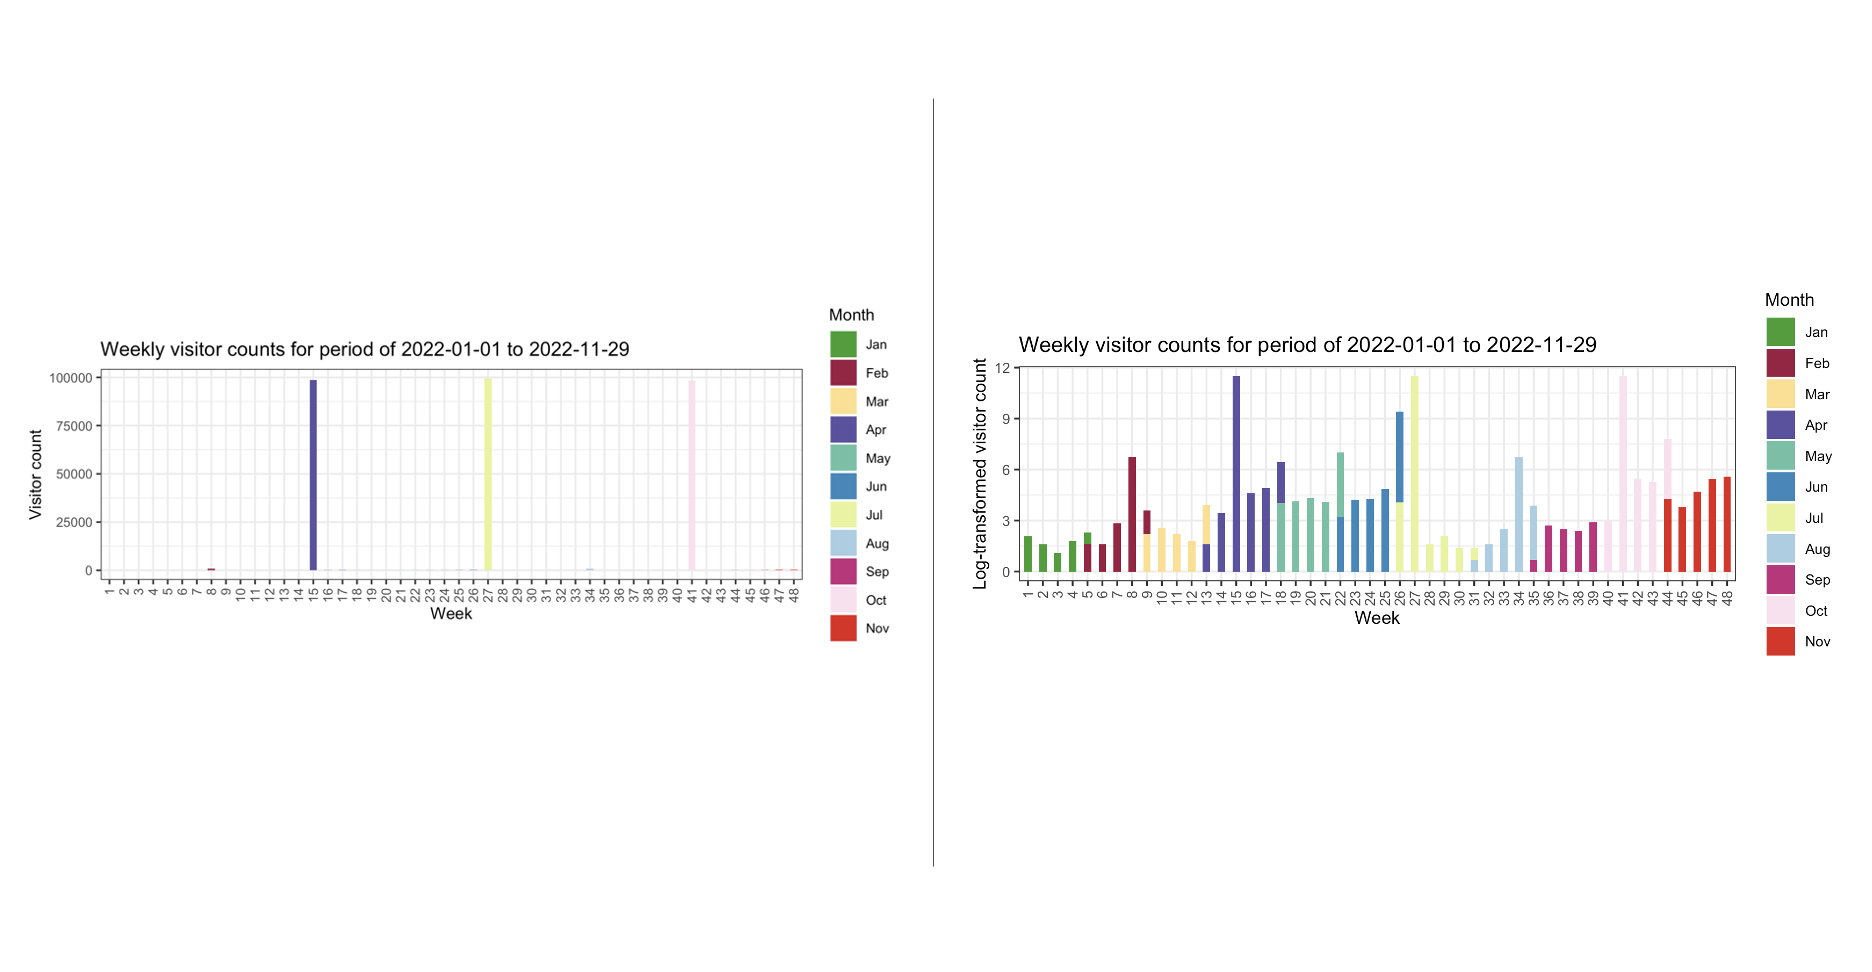 Weekly visitor counts for period of 2022-01-01 to 2022-11-29
Visitor count
100000
75000
50000
25000
0
1 2 3 4 5 6 7 8 9 10 11 12 13 14 15 16 17 18 19 20 21 22 23 24 25 26 27 28 29 30 31 32 33 34 35 36 37 38 39 40 41 42 43 44 45 46 47 48
Week
Month
Jan
Feb
Mar
Apr
May
Jun
Jul
Aug
Sep
Oct
Nov
Weekly visitor counts for period of 2022-01-01 to 2022-11-29
Log-transformed visitor count
12
9
6
3
0
1 2 3 4 5 6 7 8 9 10 11 12 13 14 15 16 17 18 19 20 21 22 23 24 25 26 27 28 29 30 31 32 33 34 35 36 37 38 39 40 41 42 43 44 45 46 47 48
Week
Month
Jan
Feb
Mar
Apr
May
Jun
Jul
Aug
Sep
Oct
Nov